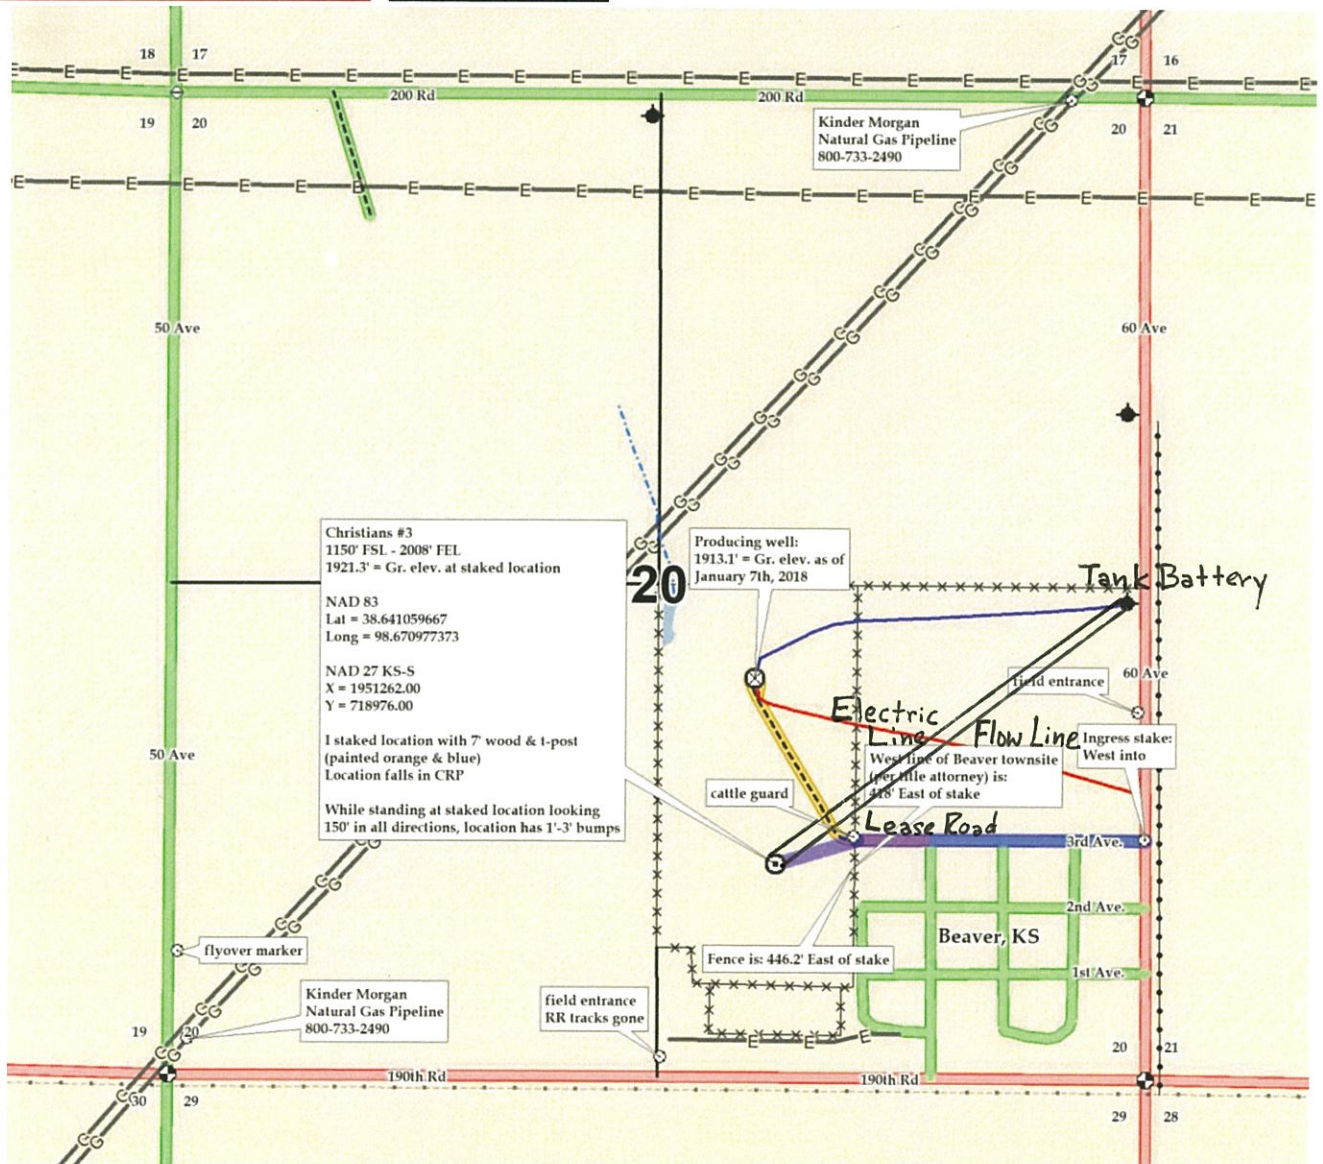 18 17
17 16
E E E E E E E E E E E E E E E E E E E E E E E E
200 Rd
200 Rd
19 20
20 21
Kinder Morgan
Natural Gas Pipeline
800-733-2490
50 Ave
60 Ave
Christians #3
1150' FSL - 2008' FEL
1921.3' = Gr. elev. at staked location
NAD 83
Lat = 38.641059667
Long = 98.670977373
NAD 27 KS-S
X = 1951262.00
Y = 718976.00
I staked location with 7' wood & t-post
(painted orange & blue)
Location falls in CRP
While standing at staked location looking
150' in all directions, location has 1'-3' bumps
Producing well:
1913.1' = Gr. elev. as of
January 7th, 2018
20
Tank Battery
60 Ave
field entrance
Electric
Line
Flow Line
Ingress stake:
West into
50 Ave
West line of Beaver townsite
(per title attorney) is:
418' East of stake
cattle guard
Lease Road
3rd Ave.
2nd Ave.
Beaver, KS
flyover marker
Fence is: 446.2' East of stake
1st Ave.
Kinder Morgan
Natural Gas Pipeline
800-733-2490
field entrance
RR tracks gone
19 20
E E E
20 21
190th Rd
190th Rd
30 29
29 28